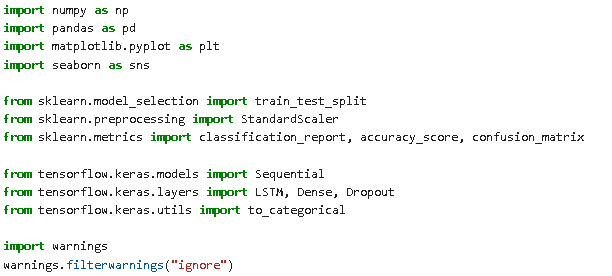 import numpy as np
import pandas as pd
import matplotlib.pyplot as plt
import seaborn as sns

from sklearn.model_selection import train_test_split
from sklearn.preprocessing import StandardScaler
from sklearn.metrics import classification_report, accuracy_score, confusion_matrix

from tensorflow.keras.models import Sequential
from tensorflow.keras.layers import LSTM, Dense, Dropout
from tensorflow.keras.utils import to_categorical

import warnings
warnings.filterwarnings("ignore")